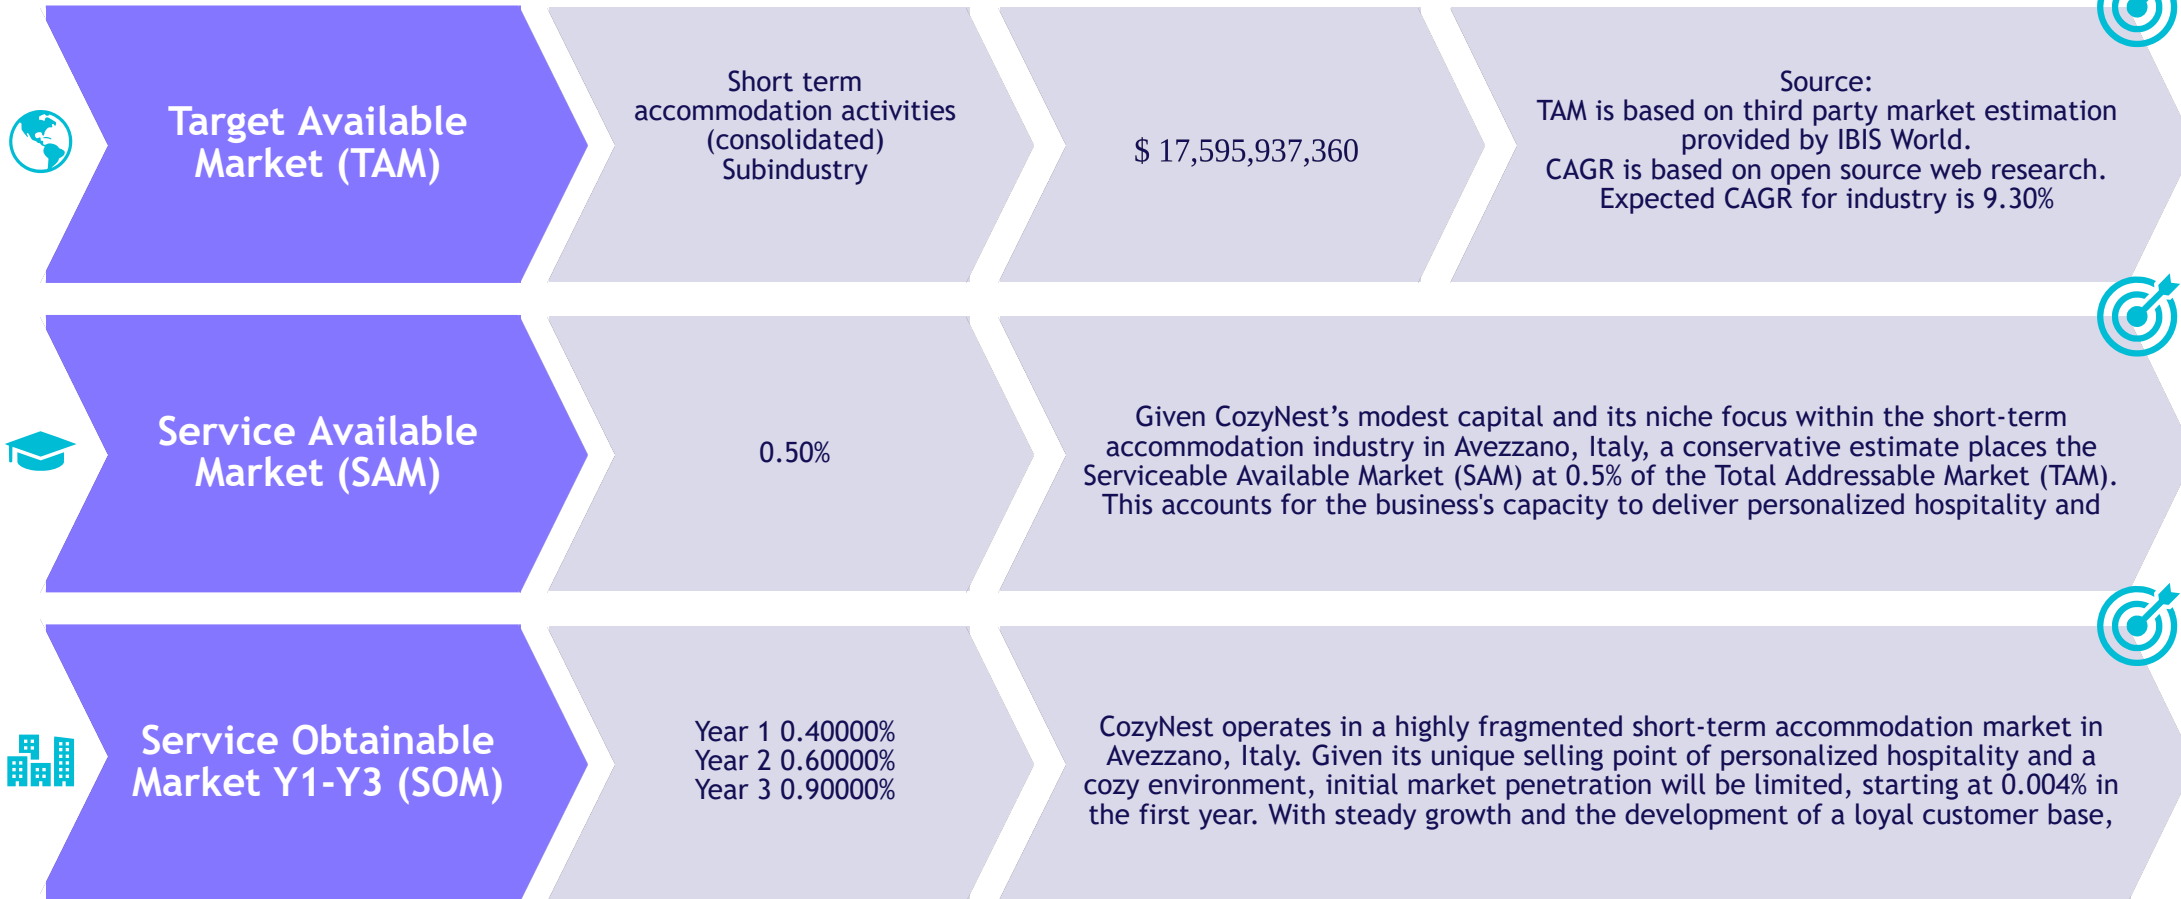 Target Available
Market (TAM)
Short term
accommodation activities
(consolidated)
Subindustry
$ 17,595,937,360
Source:
TAM is based on third party market estimation
provided by IBIS World.
CAGR is based on open source web research.
Expected CAGR for industry is 9.30%
Service Available
Market (SAM)
0.50%
Given CozyNest’s modest capital and its niche focus within the short-term
accommodation industry in Avezzano, Italy, a conservative estimate places the
Serviceable Available Market (SAM) at 0.5% of the Total Addressable Market (TAM).
This accounts for the business's capacity to deliver personalized hospitality and
Service Obtainable
Market Y1-Y3 (SOM)
Year 1 0.40000%
Year 2 0.60000%
Year 3 0.90000%
CozyNest operates in a highly fragmented short-term accommodation market in
Avezzano, Italy. Given its unique selling point of personalized hospitality and a
cozy environment, initial market penetration will be limited, starting at 0.004% in
the first year. With steady growth and the development of a loyal customer base,